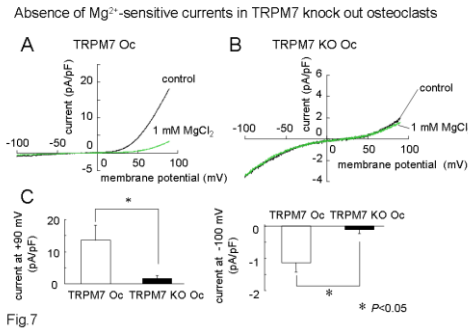 Absence of Mg²⁺-sensitive currents in TRPM7 knock out osteoclasts
A
TRPM7 Oc
current (pA/pF)
25
20
15
10
5
0
-100
-50
50
100
membrane potential (mV)
control
1 mM MgCl₂
B
TRPM7 KO Oc
current (pA/pF)
6
4
2
0
-2
-4
-100
-50
50
100
membrane potential (mV)
control
1 mM MgCl
C
current at +90 mV
(pA/pF)
20
10
0
*
TRPM7 Oc
TRPM7 KO Oc
current at -100 mV
(pA/pF)
TRPM7 Oc TRPM7 KO Oc
0
-1
-2
*
* P<0.05
Fig.7